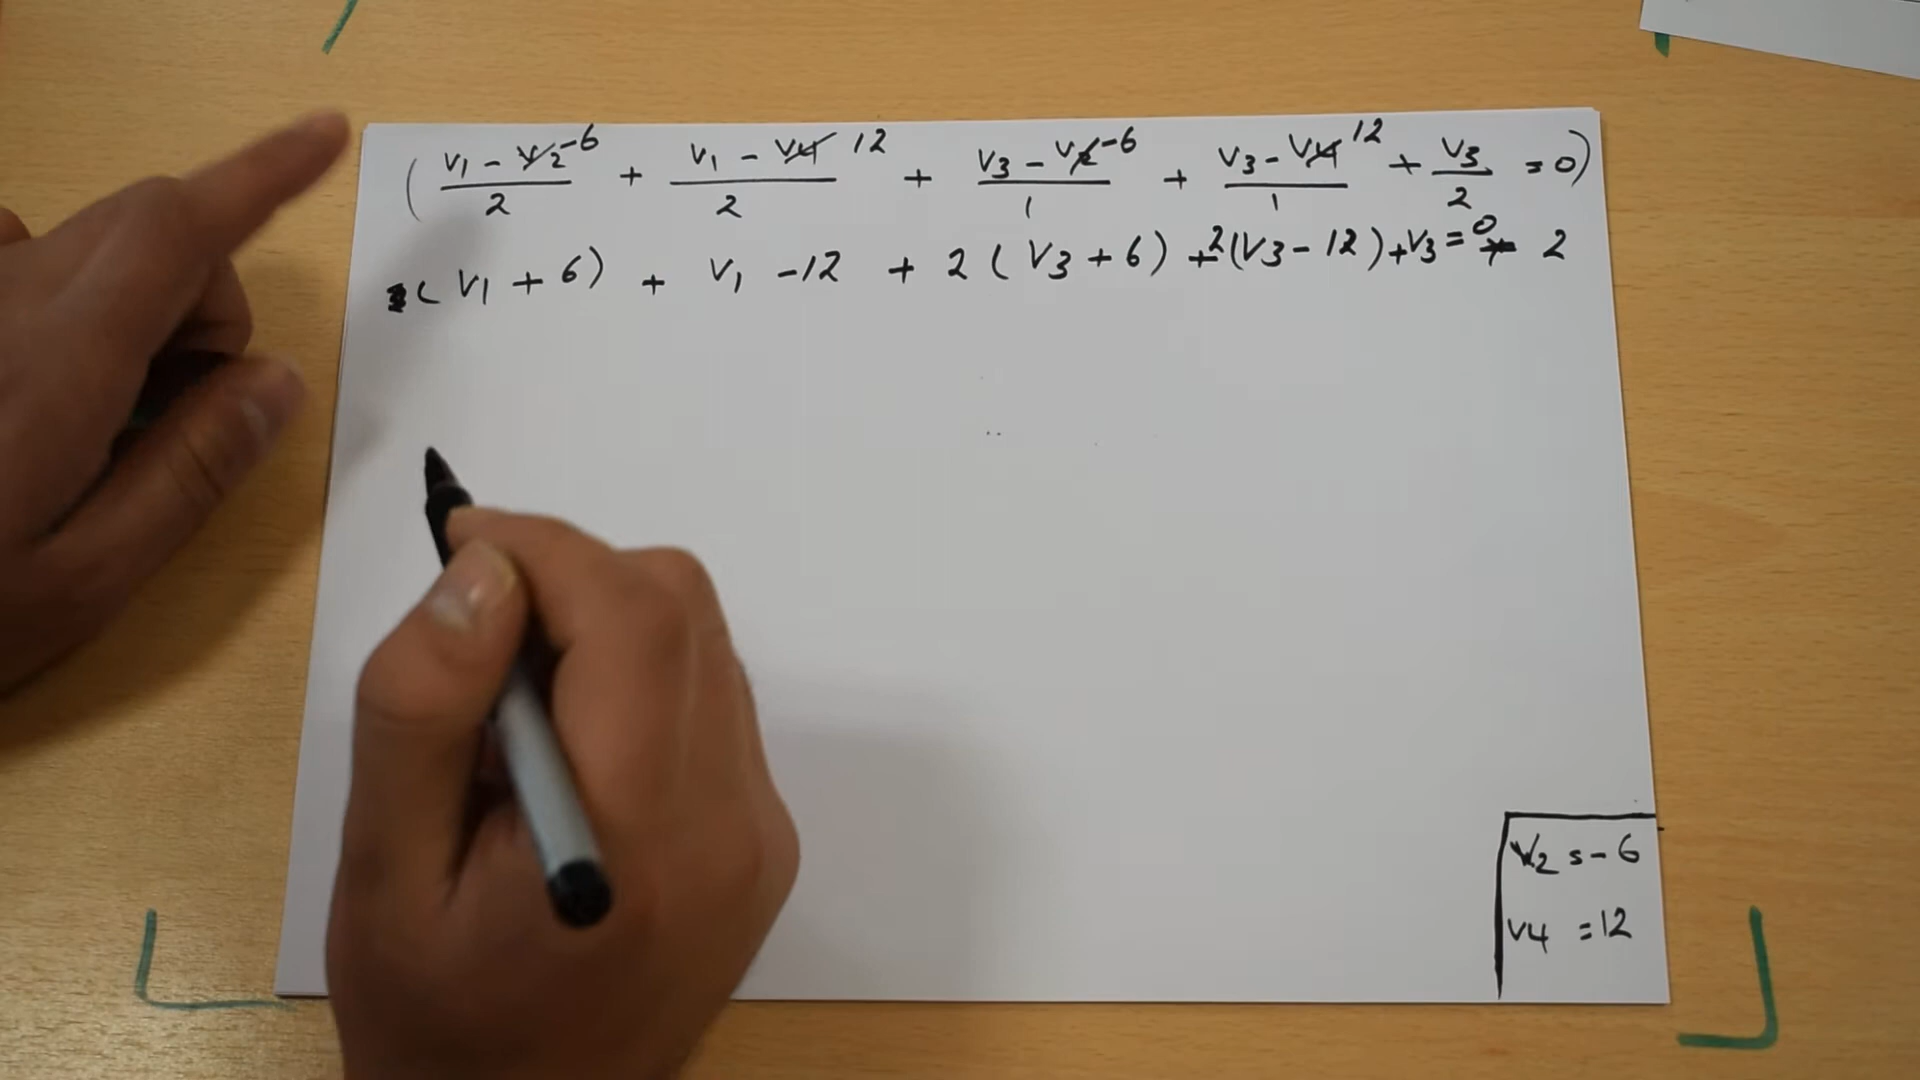 ( (V1 - V2 -6)/2 + (V1 - V4 12)/2 + (V3 - V2 -6)/1 + (V3 - V4 12)/1 + V3/2 = 0 )
( V1 + 6 ) + V1 - 12 + 2 ( V3 + 6 ) + 2 ( V3 - 12 ) + V3 = 0 * 2
V2 = -6
V4 = 12